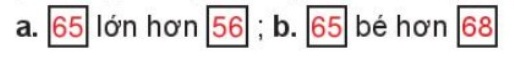 a. 65 lớn hơn 56 ; b. 65 bé hơn 68